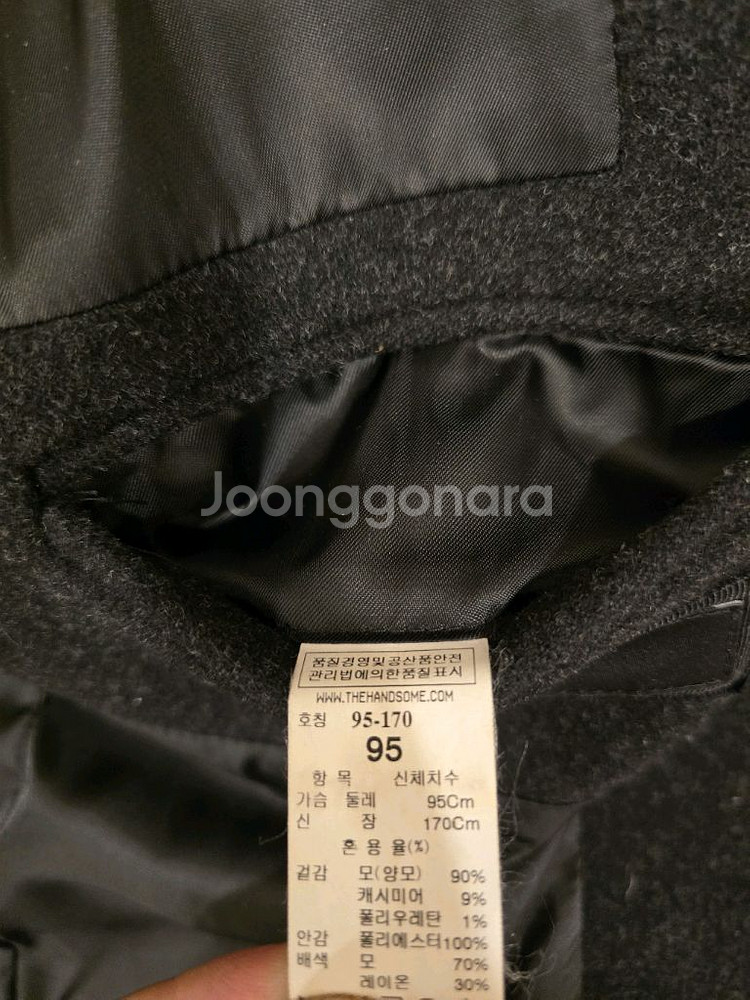 Joonggonara
품질경영및공산품안전
관리법에의한품질표시
WWW.THEHANDSOME.COM
호칭 95-170
95
항 목 신체치수
가슴 둘레 95Cm
신 장 170Cm
혼 용 율(%)
겉감 모(양모) 90%
캐시미어 9%
폴리우레탄 1%
안감 폴리에스터100%
배색 모 70%
레이온 30%